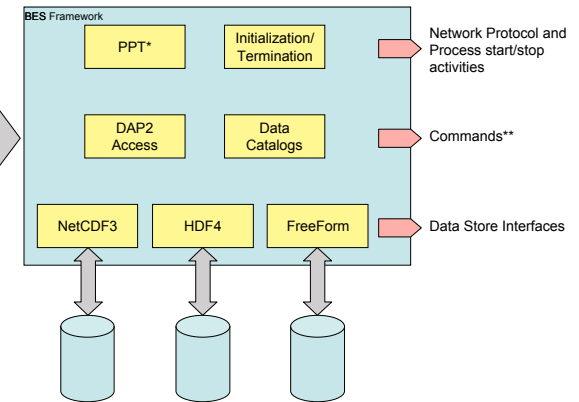 BES Framework
PPT*
Initialization/
Termination
Network Protocol and
Process start/stop
activities
DAP2
Access
Data
Catalogs
Commands**
NetCDF3
HDF4
FreeForm
Data Store Interfaces